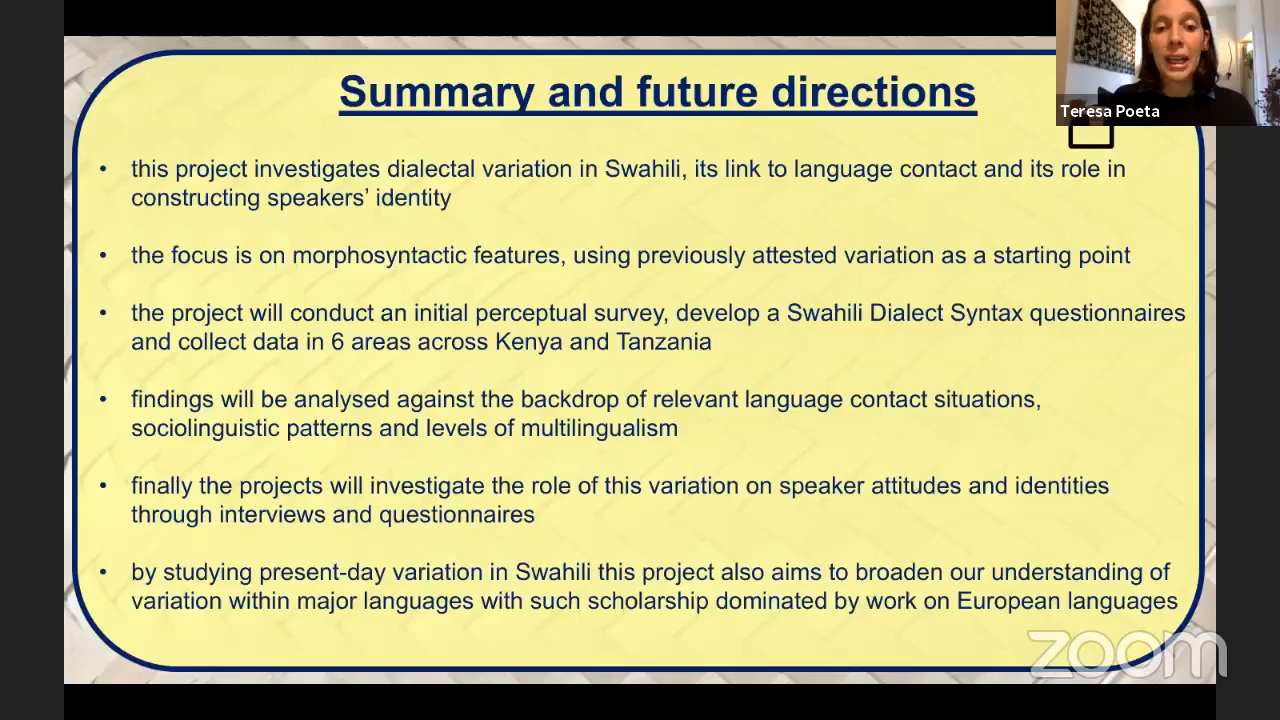 Summary and future directions
Teresa Poeta
• this project investigates dialectal variation in Swahili, its link to language contact and its role in
constructing speakers’ identity
• the focus is on morphosyntactic features, using previously attested variation as a starting point
• the project will conduct an initial perceptual survey, develop a Swahili Dialect Syntax questionnaires
and collect data in 6 areas across Kenya and Tanzania
• findings will be analysed against the backdrop of relevant language contact situations,
sociolinguistic patterns and levels of multilingualism
• finally the projects will investigate the role of this variation on speaker attitudes and identities
through interviews and questionnaires
• by studying present-day variation in Swahili this project also aims to broaden our understanding of
variation within major languages with such scholarship dominated by work on European languages
zoom